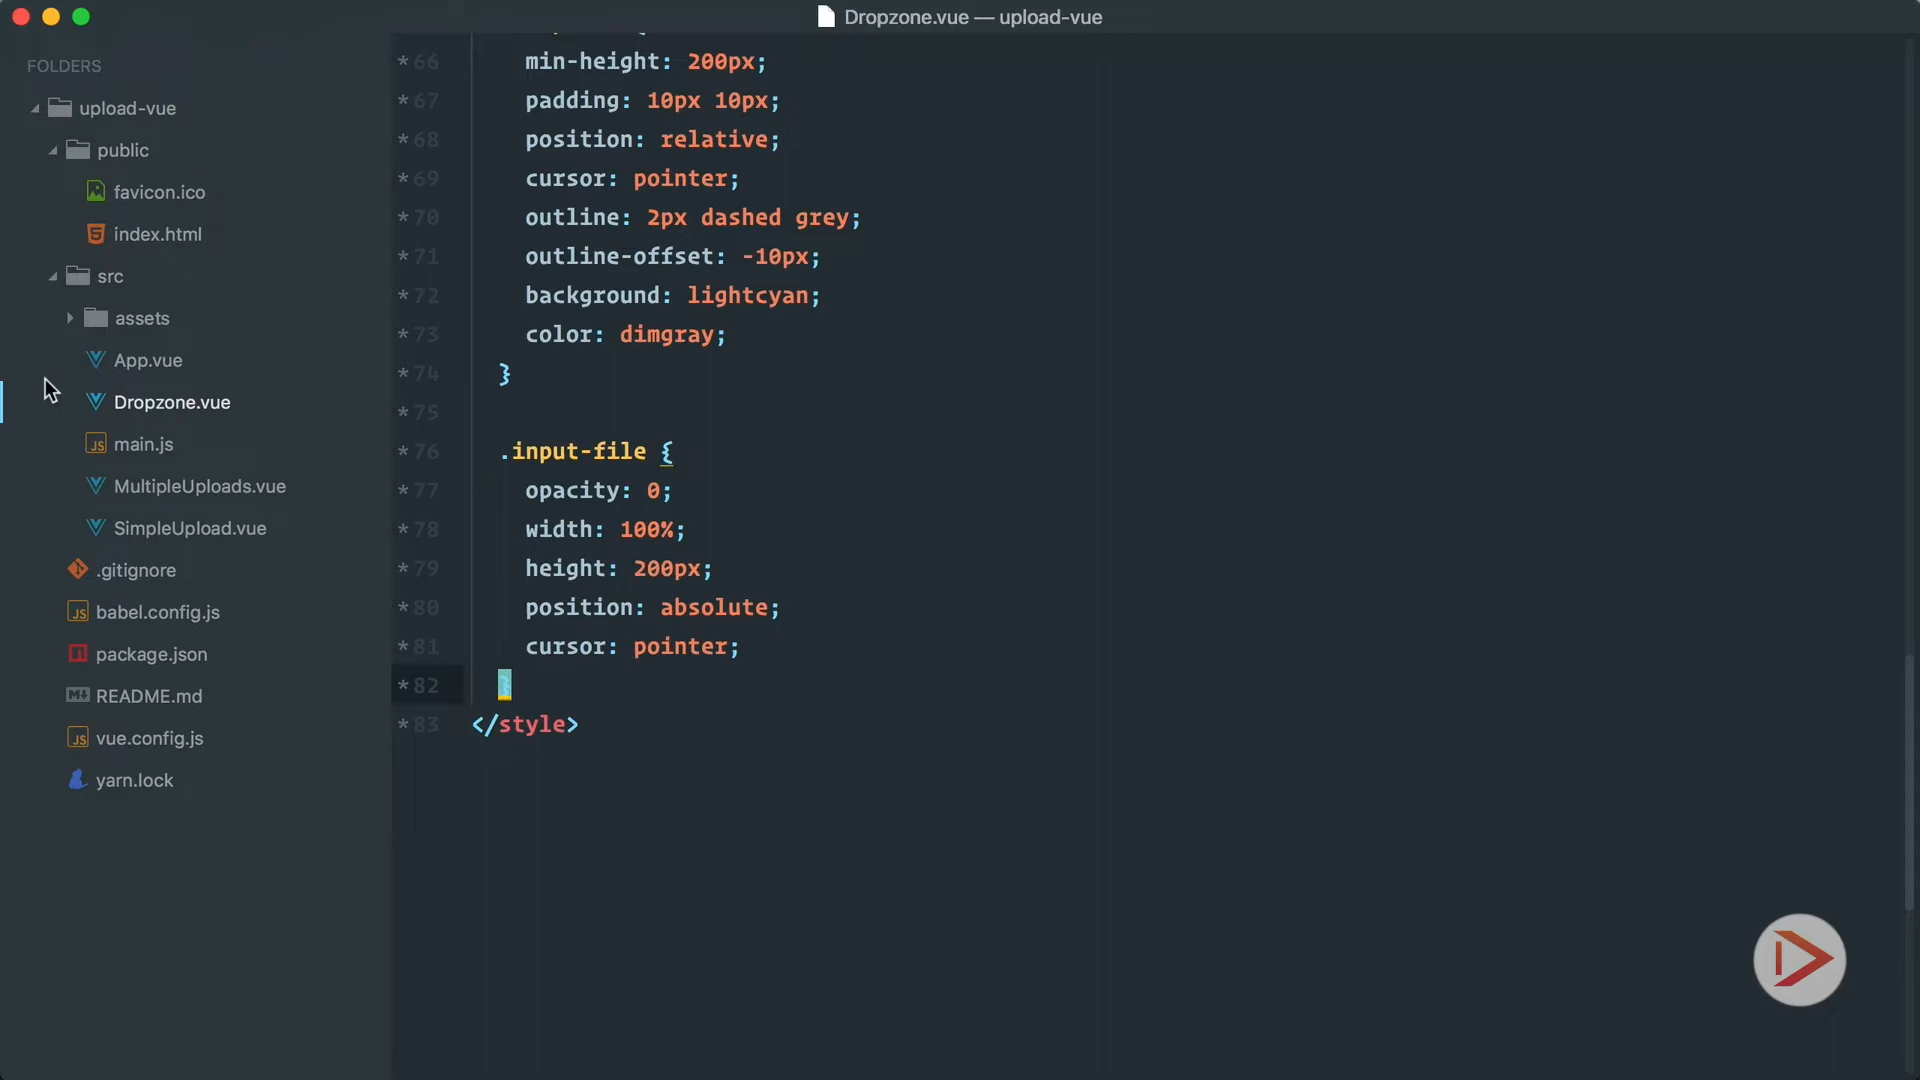 Dropzone.vue — upload-vue
FOLDERS
upload-vue
public
favicon.ico
index.html
src
assets
App.vue
Dropzone.vue
main.js
MultipleUploads.vue
SimpleUpload.vue
.gitignore
babel.config.js
package.json
README.md
vue.config.js
yarn.lock
*66 min-height: 200px;
*67 padding: 10px 10px;
*68 position: relative;
*69 cursor: pointer;
*70 outline: 2px dashed grey;
*71 outline-offset: -10px;
*72 background: lightcyan;
*73 color: dimgray;
*74 }
*75
*76 .input-file {
*77 opacity: 0;
*78 width: 100%;
*79 height: 200px;
*80 position: absolute;
*81 cursor: pointer;
*82 }
*83 </style>